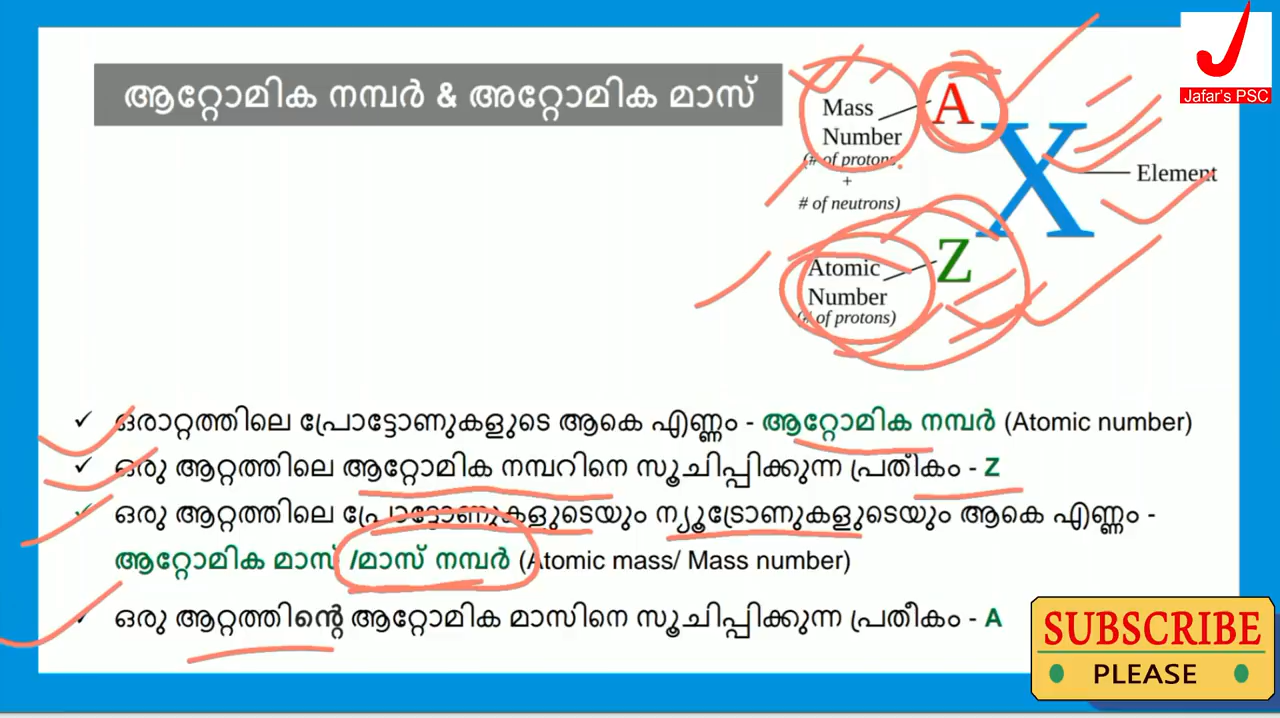 ആറ്റോമിക നമ്പർ & അറ്റോമിക മാസ്
Mass
Number
(# of protons
+
# of neutrons)
A
X
Element
Atomic
Number
(# of protons)
Z
Jafar's PSC
✓ ഒരാറ്റത്തിലെ പ്രോട്ടോണുകളുടെ ആകെ എണ്ണം - ആറ്റോമിക നമ്പർ (Atomic number)
✓ ഒരു ആറ്റത്തിലെ ആറ്റോമിക നമ്പറിനെ സൂചിപ്പിക്കുന്ന പ്രതീകം - Z
✓ ഒരു ആറ്റത്തിലെ പ്രോട്ടോണുകളുടെയും ന്യൂട്രോണുകളുടെയും ആകെ എണ്ണം -
ആറ്റോമിക മാസ് /മാസ് നമ്പർ (Atomic mass/ Mass number)
✓ ഒരു ആറ്റത്തിന്റെ ആറ്റോമിക മാസിനെ സൂചിപ്പിക്കുന്ന പ്രതീകം - A
SUBSCRIBE
PLEASE